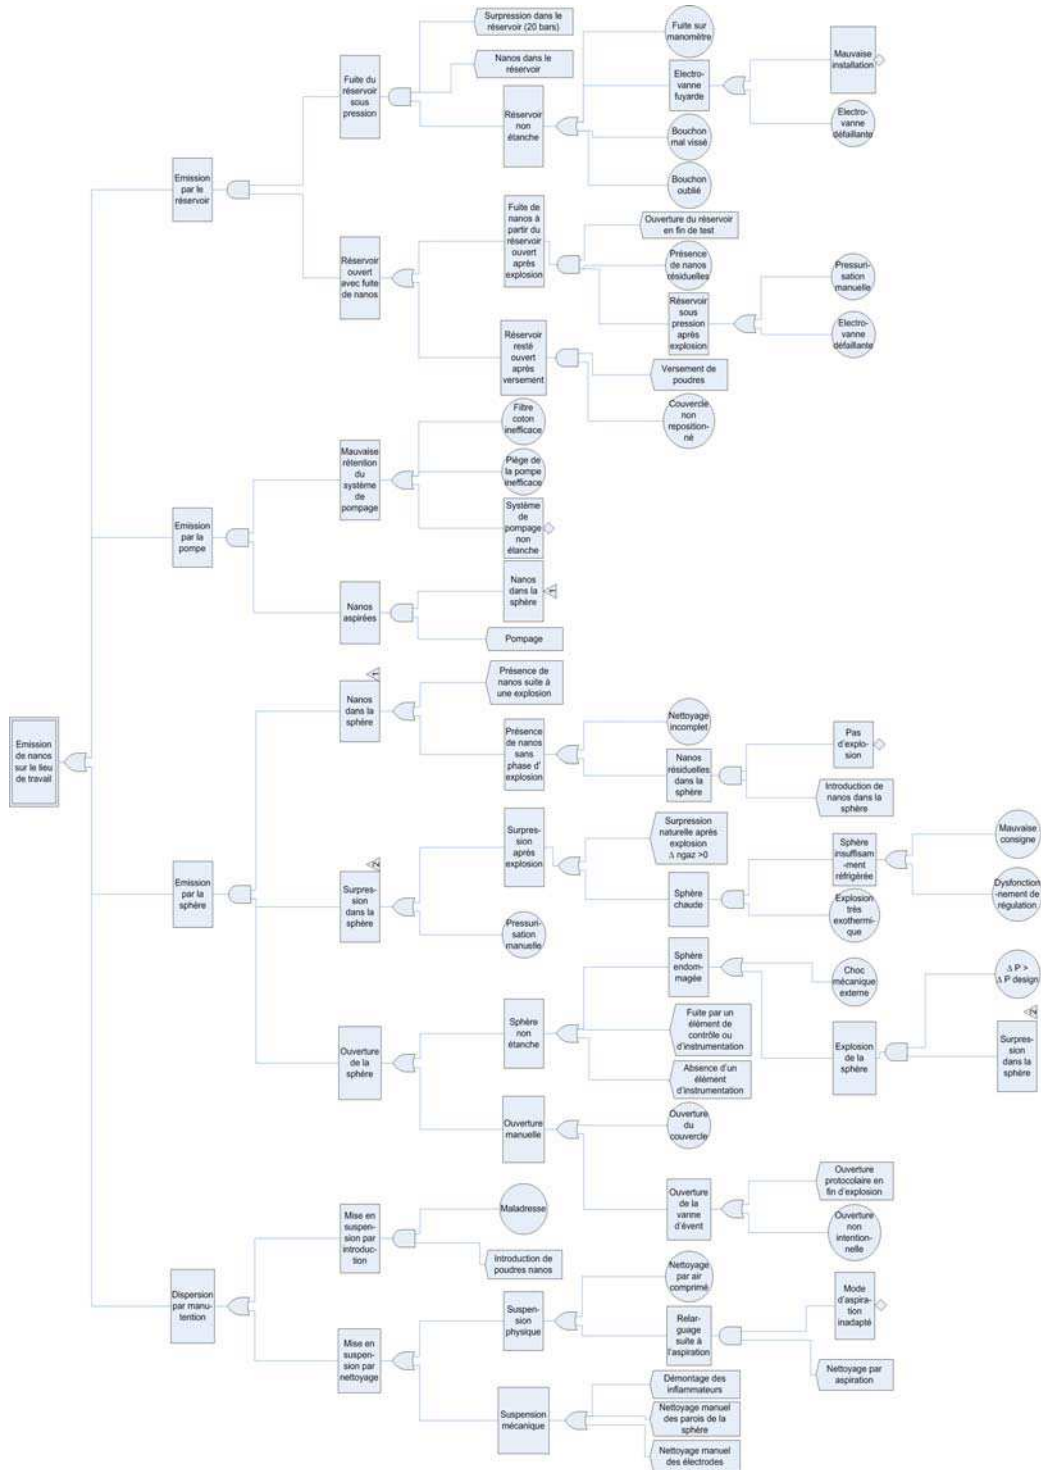 Surpression dans le
réservoir (20 bars)
Nanos dans le
réservoir
Fuite du
réservoir
sous
pression
Réservoir
non
étanche
Fuite sur
manomètre
Electro-
vanne
fuyarde
Mauvaise
installation
Electro-
vanne
défaillante
Bouchon
mal vissé
Bouchon
oublié
Emission
par le
réservoir
Réservoir
ouvert
avec fuite
de nanos
Fuite de
nanos à
partir du
réservoir
ouvert
après
explosion
Ouverture du réservoir
en fin de test
Présence
de nanos
résiduelles
Réservoir
sous
pression
après
explosion
Pressuri-
sation
manuelle
Electro-
vanne
défaillante
Réservoir
resté
ouvert
après
versement
Versement de
poudres
Couvercle
non
reposition-
né
Mauvaise
rétention
du
système
de
pompage
Filtre
coton
inefficace
Piège de
la pompe
inefficace
Système
de
pompage
non
étanche
Emission
par la
pompe
Nanos
aspirées
Nanos
dans la
sphère
1
Pompage
Emission
de nanos
sur le lieu
de travail
1
Nanos
dans la
sphère
Présence de
nanos suite à
une explosion
Présence
de nanos
sans
phase d'
explosion
Nettoyage
incomplet
Nanos
résiduelles
dans la
sphère
Pas
d'explo-
sion
Introduction de
nanos dans la
sphère
Emission
par la
sphère
2
Surpres-
sion
dans la
sphère
Surpres-
sion
après
explosion
Surpression
naturelle après
explosion
Δ ngaz >0
Sphère
chaude
Sphère
insuffisam
-ment
réfrigérée
Mauvaise
consigne
Dysfonction
-nement de
régulation
Explosion
très
exother-
mique
Pressuri-
sation
manuelle
Ouverture
de la
sphère
Sphère
non
étanche
Sphère
endom-
magée
Choc
mécanique
externe
Explosion
de la
sphère
Δ P >
Δ P design
2
Surpres-
sion
dans la
sphère
Fuite par un
élément de
contrôle ou
d'instrumentation
Absence d'un
élément
d'instrumentation
Ouverture
manuelle
Ouverture
du
couvercle
Ouverture
de la
vanne
d'évent
Ouverture
protocolaire en
fin d'explosion
Ouverture
non
intention-
nelle
Dispersion
par manu-
tention
Mise en
suspen-
sion par
introduc-
tion
Maladresse
Introduction de
poudres nanos
Mise en
suspen-
sion par
nettoyage
Suspen-
sion
physique
Nettoyage
par air
comprimé
Relar-
guage
suite à
l'aspiration
Mode
d'aspira-
tion
inadapté
Nettoyage par
aspiration
Suspension
mécanique
Démontage des
inflammateurs
Nettoyage manuel
des parois de la
sphère
Nettoyage manuel
des électrodes